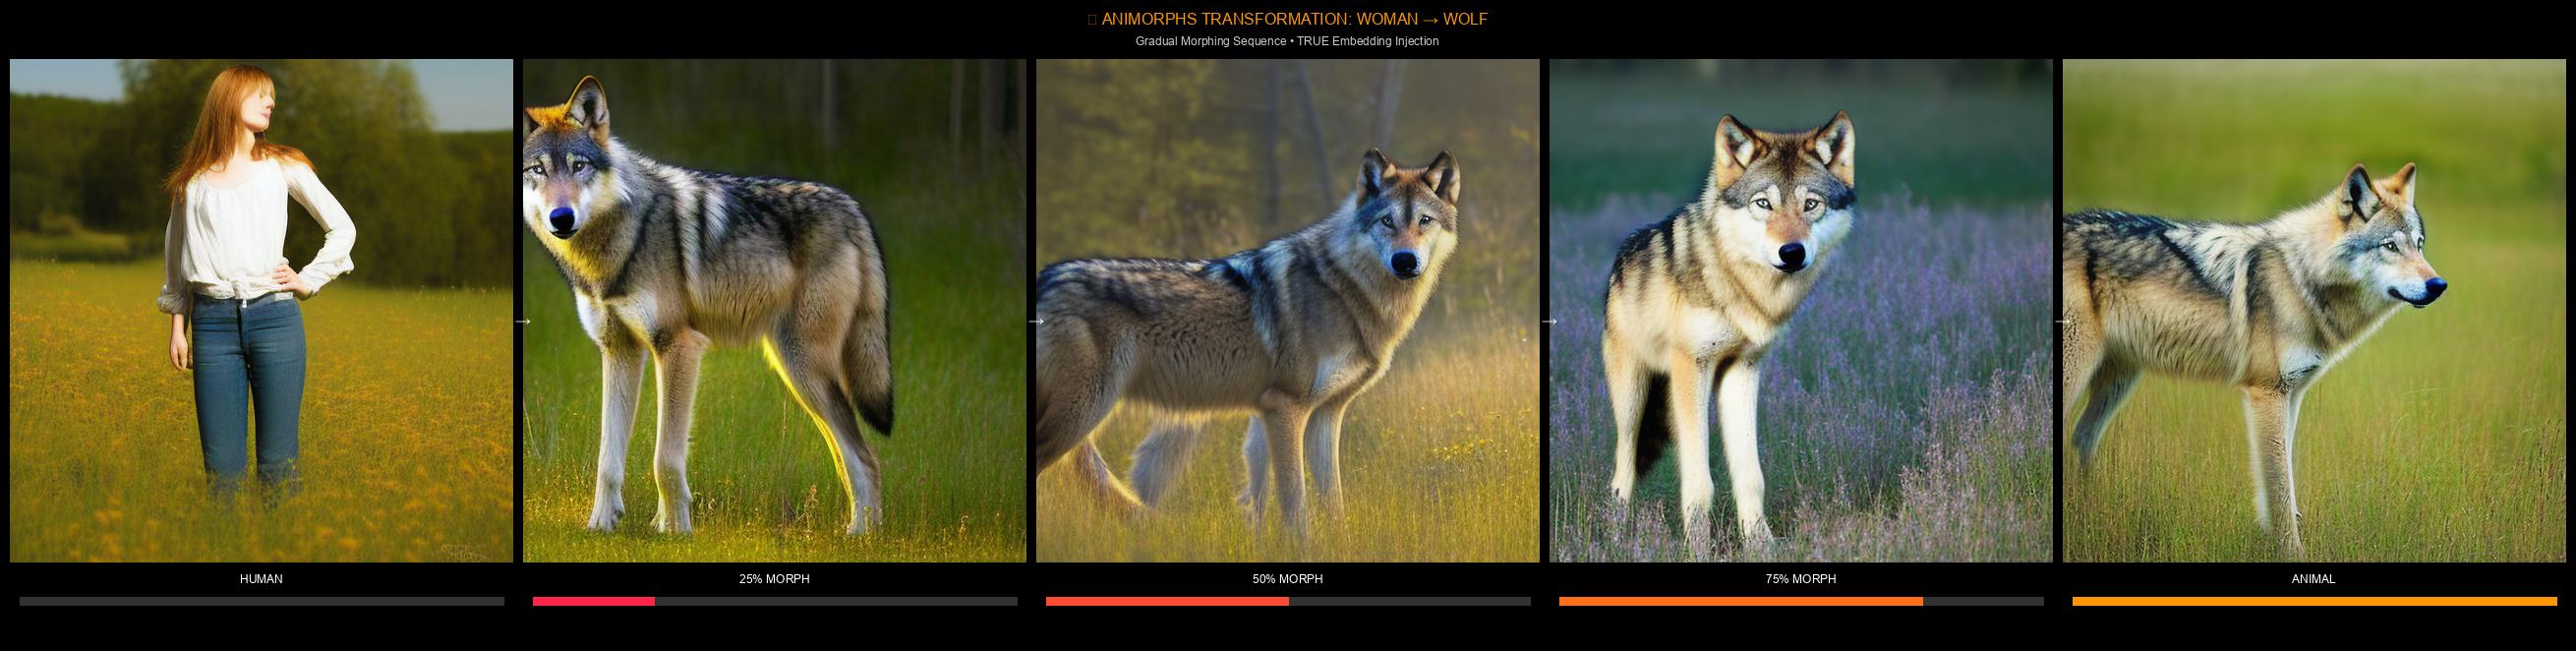 ANIMORPHS TRANSFORMATION: WOMAN → WOLF
Gradual Morphing Sequence • TRUE Embedding Injection
HUMAN
25% MORPH
50% MORPH
75% MORPH
ANIMAL